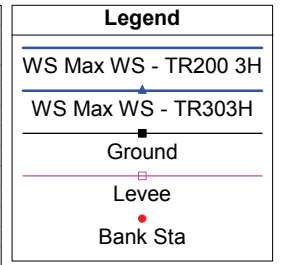 Legend
WS Max WS - TR200 3H
WS Max WS - TR303H
Ground
Levee
Bank Sta